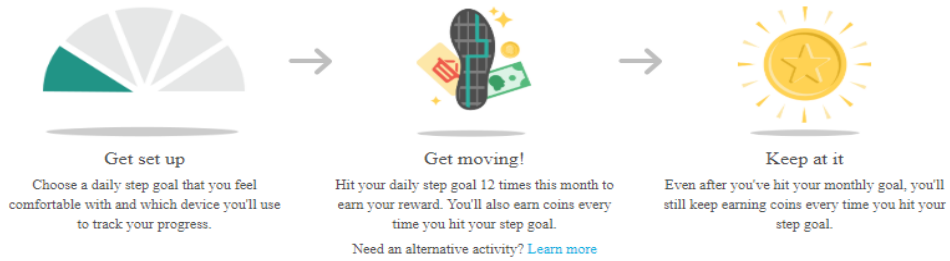 Get set up
Choose a daily step goal that you feel
comfortable with and which device you'll use
to track your progress.
Get moving!
Hit your daily step goal 12 times this month to
earn your reward. You'll also earn coins every
time you hit your step goal.
Need an alternative activity? Learn more
Keep at it
Even after you've hit your monthly goal, you'll
still keep earning coins every time you hit your
step goal.